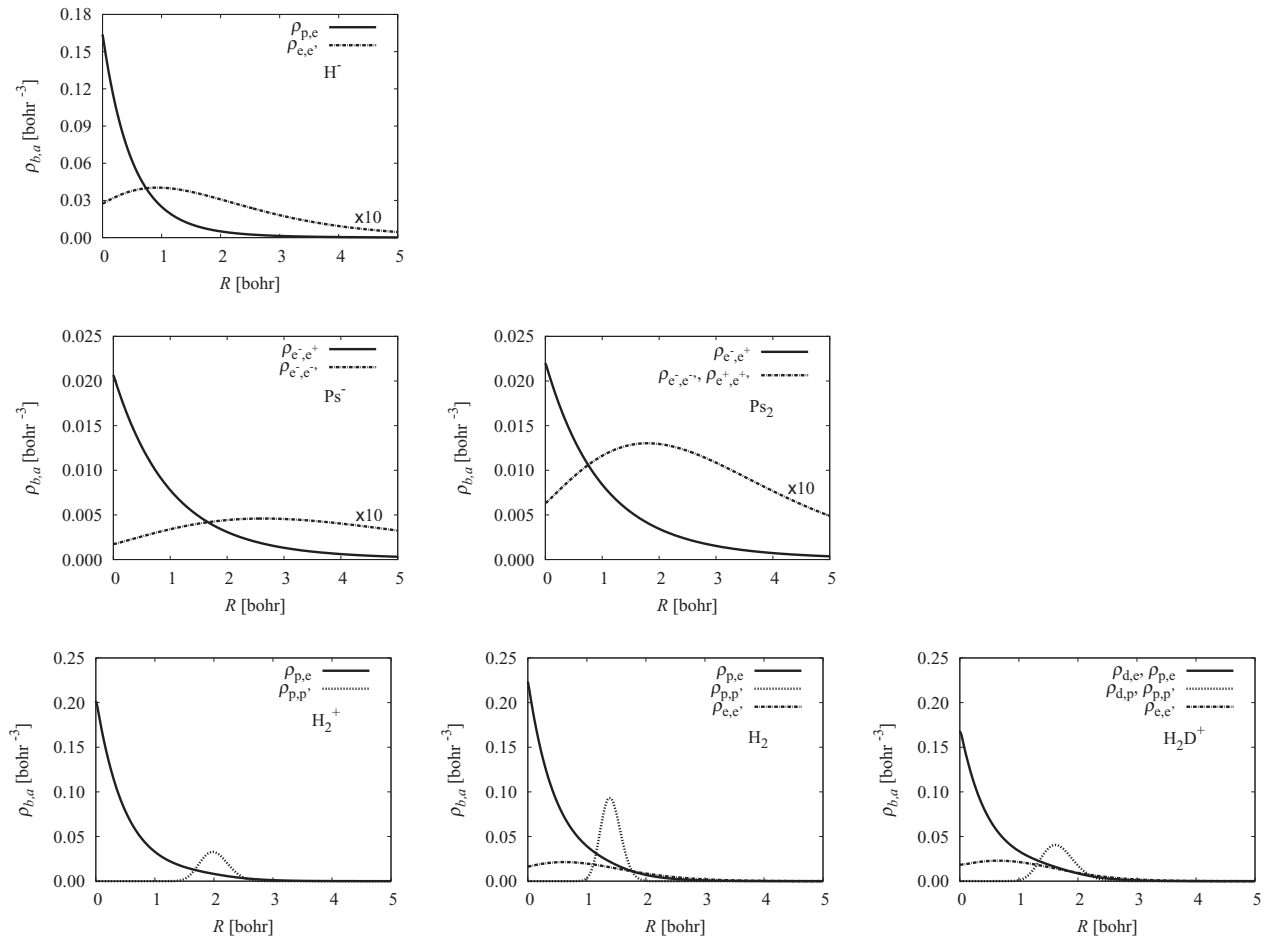 0.18
0.15
0.12
0.09
0.06
0.03
0.00
ρb,a [bohr -3]
ρp,e
ρe,e’
H-
x10
0 1 2 3 4 5
R [bohr]
0.025
0.020
0.015
0.010
0.005
0.000
ρb,a [bohr -3]
ρe-,e+
ρe-,e-’
Ps-
x10
0 1 2 3 4 5
R [bohr]
0.025
0.020
0.015
0.010
0.005
0.000
ρb,a [bohr -3]
ρe-,e+
ρe-,e-’, ρe+,e+’
Ps2
x10
0 1 2 3 4 5
R [bohr]
0.25
0.20
0.15
0.10
0.05
0.00
ρb,a [bohr -3]
ρp,e
ρp,p’
H2+
0 1 2 3 4 5
R [bohr]
0.25
0.20
0.15
0.10
0.05
0.00
ρb,a [bohr -3]
ρp,e
ρp,p’
ρe,e’
H2
0 1 2 3 4 5
R [bohr]
0.25
0.20
0.15
0.10
0.05
0.00
ρb,a [bohr -3]
ρd,e, ρp,e
ρd,p, ρp,p’
ρe,e’
H2D+
0 1 2 3 4 5
R [bohr]